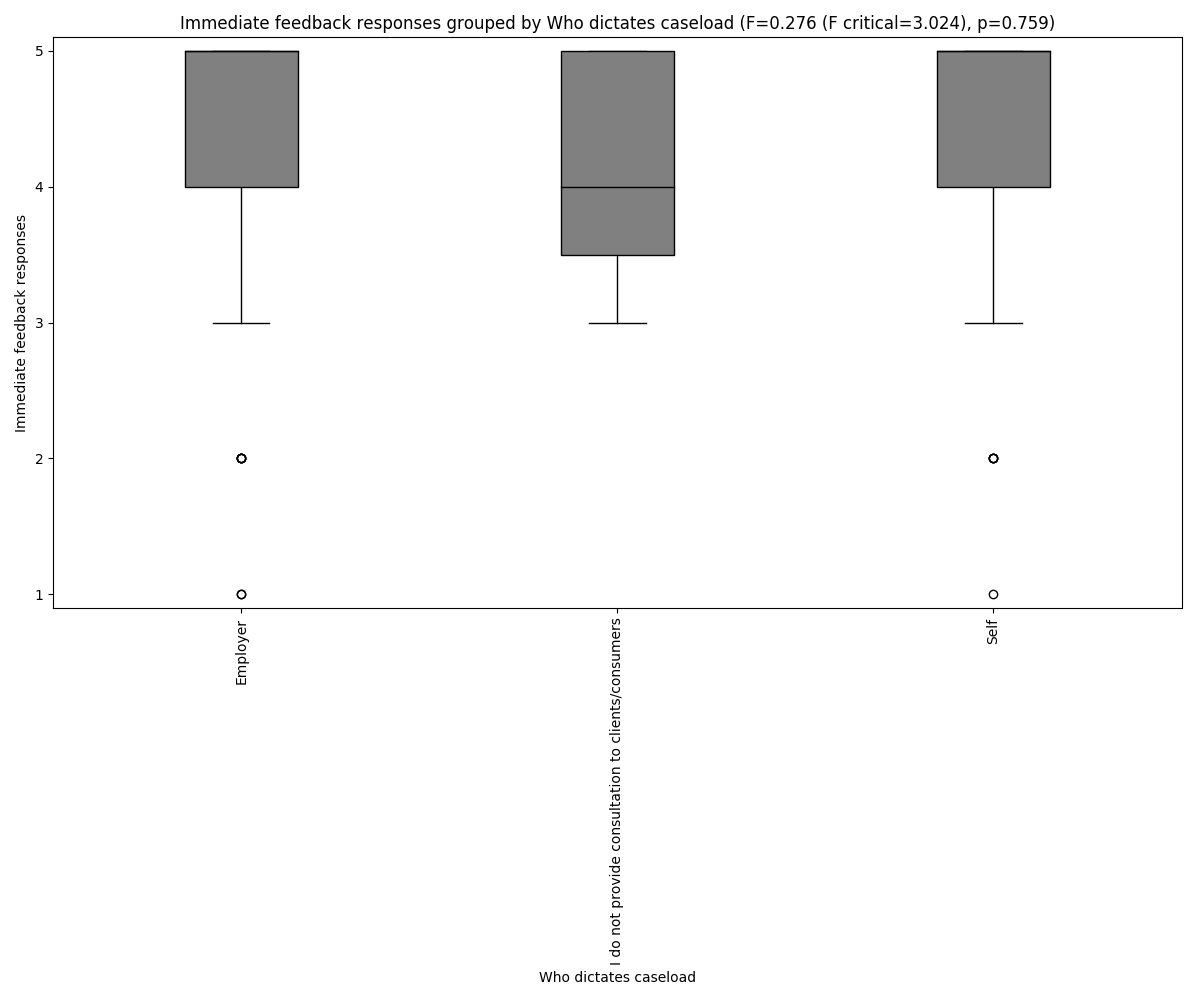 Immediate feedback responses grouped by Who dictates caseload (F=0.276 (F critical=3.024), p=0.759)
Immediate feedback responses
5
4
3
2
1
Employer
I do not provide consultation to clients/consumers
Self
Who dictates caseload